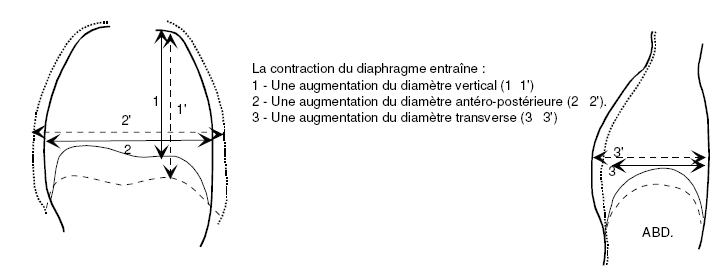 La contraction du diaphragme entraîne :
1 - Une augmentation du diamètre vertical (1 1')
2 - Une augmentation du diamètre antéro-postérieure (2 2').
3 - Une augmentation du diamètre transverse (3 3')
1
1'
2'
2
3'
3
ABD.